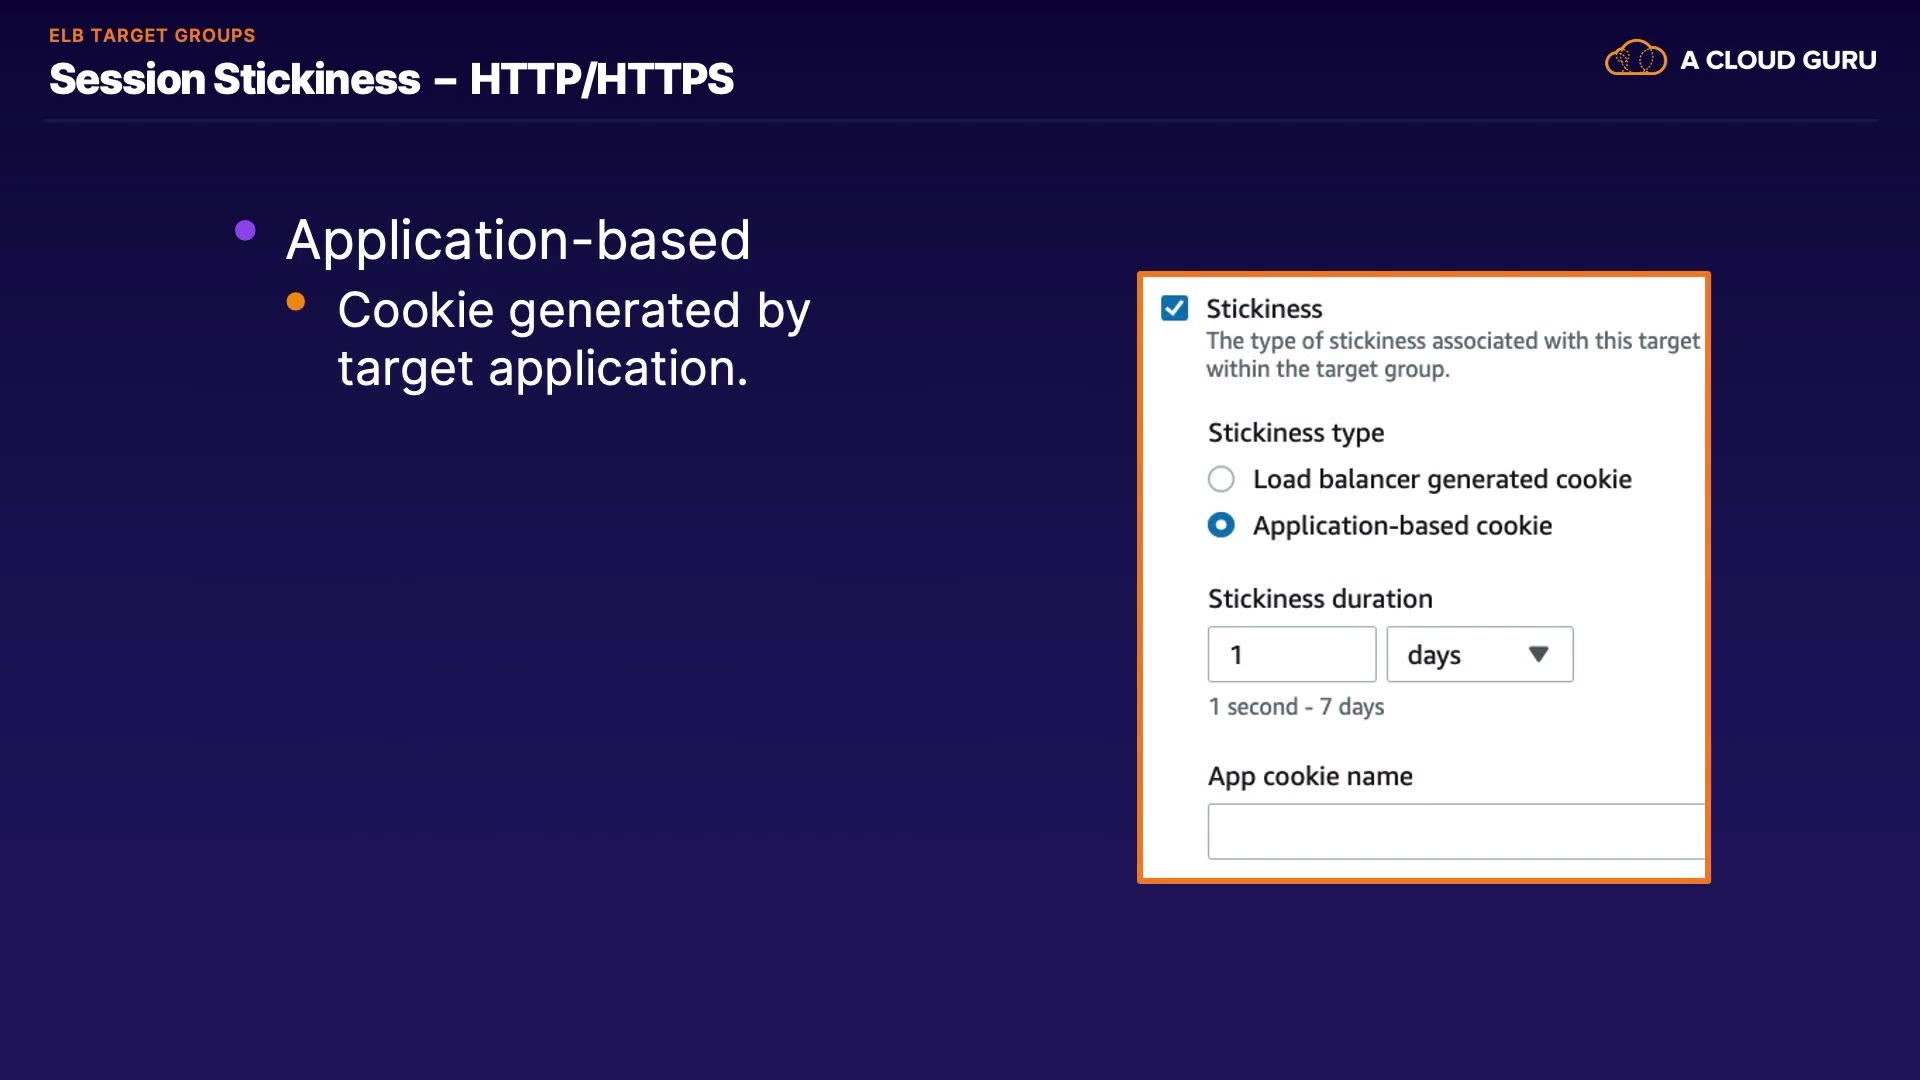 ELB TARGET GROUPS
Session Stickiness – HTTP/HTTPS
A CLOUD GURU
Application-based
Cookie generated by
target application.
Stickiness
The type of stickiness associated with this target
within the target group.
Stickiness type
Load balancer generated cookie
Application-based cookie
Stickiness duration
1 days
1 second - 7 days
App cookie name